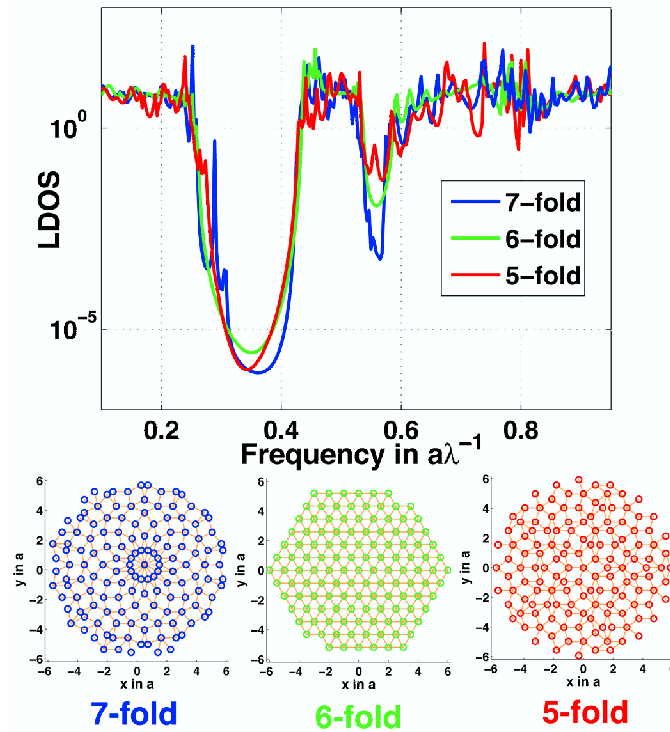 10^0
10^-5
LDOS
7-fold
6-fold
5-fold
0.2 0.4 0.6 0.8
Frequency in aλ^-1
6 4 2 0 -2 -4 -6
y in a
-6 -4 -2 0 2 4 6
x in a
6 4 2 0 -2 -4 -6
y in a
-6 -4 -2 0 2 4 6
x in a
6 4 2 0 -2 -4 -6
y in a
-6 -4 -2 0 2 4 6
x in a
7-fold
6-fold
5-fold